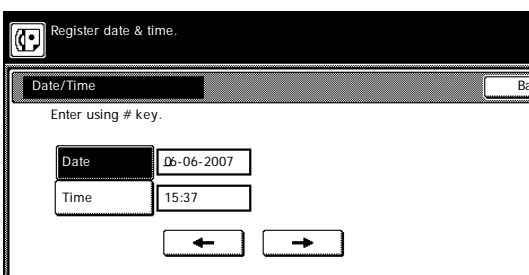 Register date & time.
Date/Time
Ba
Enter using # key.
Date 06-06-2007
Time 15:37